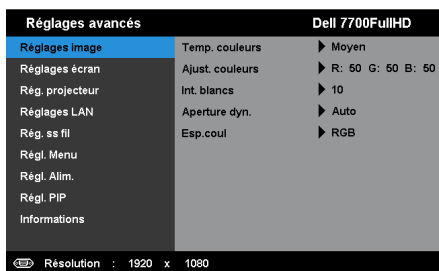 Réglages avancés Dell 7700FullHD
Réglages image Temp. couleurs Moyen
Réglages écran Ajust. couleurs R: 50 G: 50 B: 50
Rég. projecteur Int. blancs 10
Réglages LAN Aperture dyn. Auto
Rég. ss fil Esp.coul RGB
Régl. Menu
Régl. Alim.
Régl. PIP
Informations
Résolution : 1920 x 1080